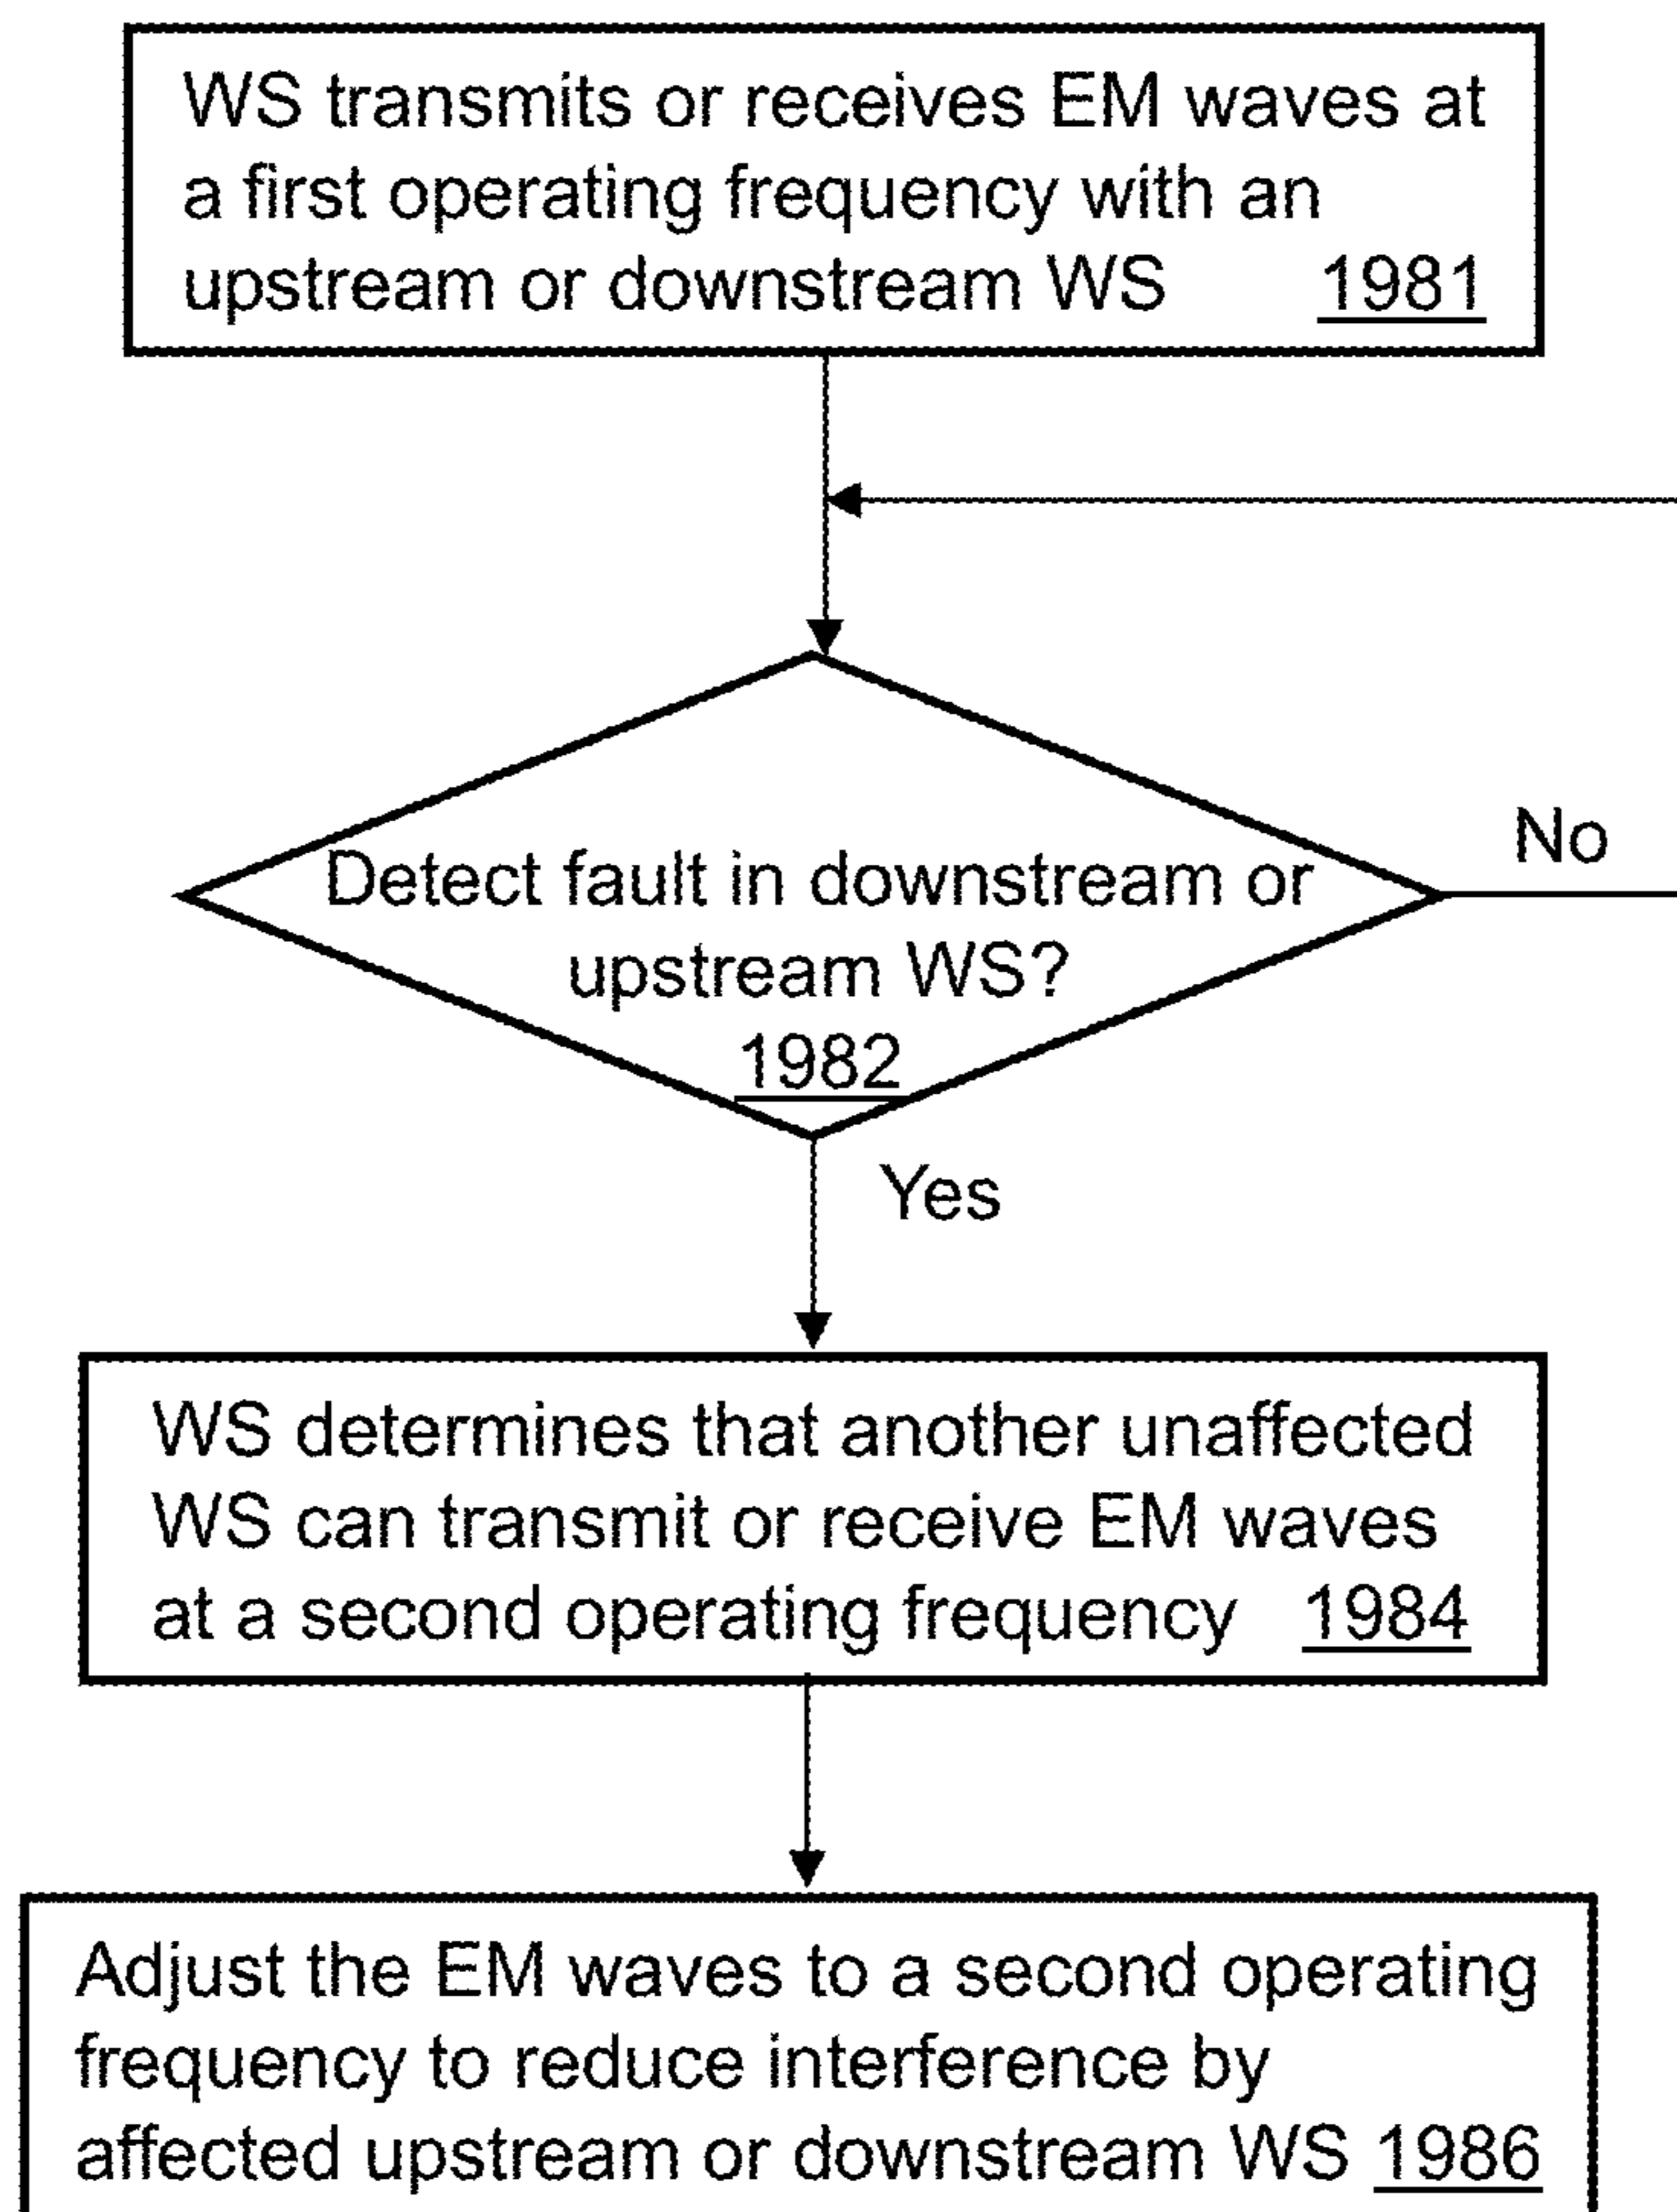 WS transmits or receives EM waves at
a first operating frequency with an
upstream or downstream WS 1981
Detect fault in downstream or
upstream WS?
1982
No
Yes
WS determines that another unaffected
WS can transmit or receive EM waves
at a second operating frequency 1984
Adjust the EM waves to a second operating
frequency to reduce interference by
affected upstream or downstream WS 1986